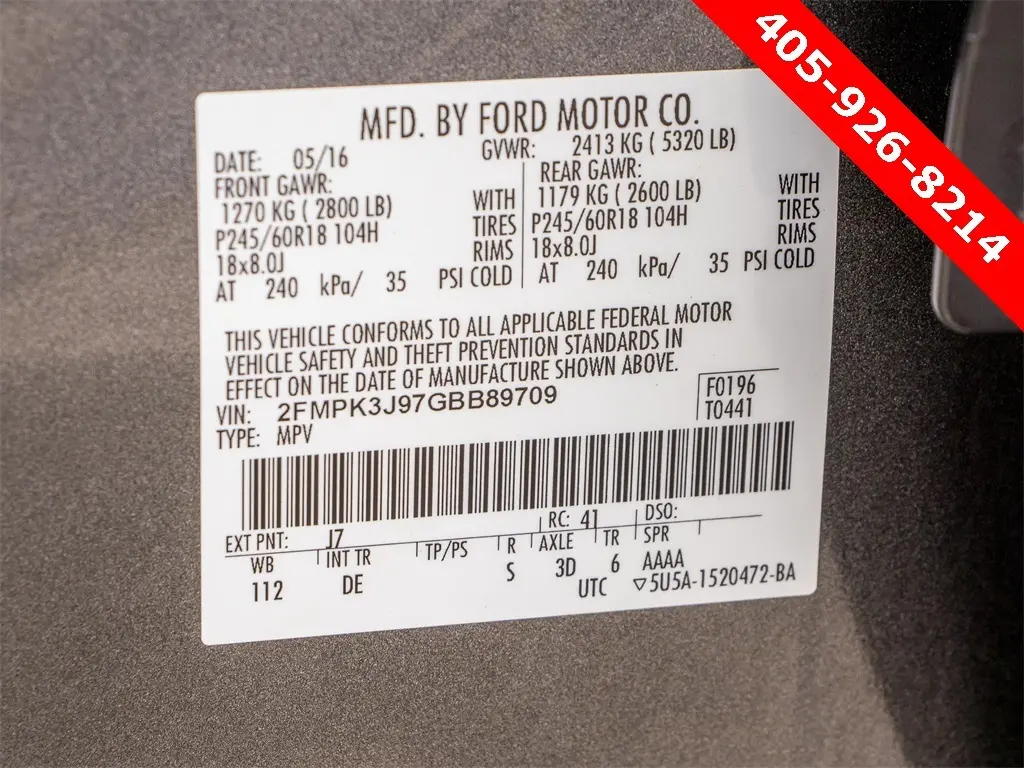 405-926-8214
MFD. BY FORD MOTOR CO.
DATE: 05/16 GVWR: 2413 KG ( 5320 LB)
FRONT GAWR: REAR GAWR:
1270 KG ( 2800 LB) WITH 1179 KG ( 2600 LB) WITH
P245/60R18 104H TIRES P245/60R18 104H TIRES
18x8.0J RIMS 18x8.0J RIMS
AT 240 kPa/ 35 PSI COLD AT 240 kPa/ 35 PSI COLD
THIS VEHICLE CONFORMS TO ALL APPLICABLE FEDERAL MOTOR
VEHICLE SAFETY AND THEFT PREVENTION STANDARDS IN
EFFECT ON THE DATE OF MANUFACTURE SHOWN ABOVE.
VIN: 2FMPK3J97GBB89709 F0196
TYPE: MPV T0441
EXT PNT: J7 RC: 41 DSO:
WB INT TR TP/PS R AXLE TR SPR
112 DE S 3D 6 AAAA
UTC ▽5U5A-1520472-BA